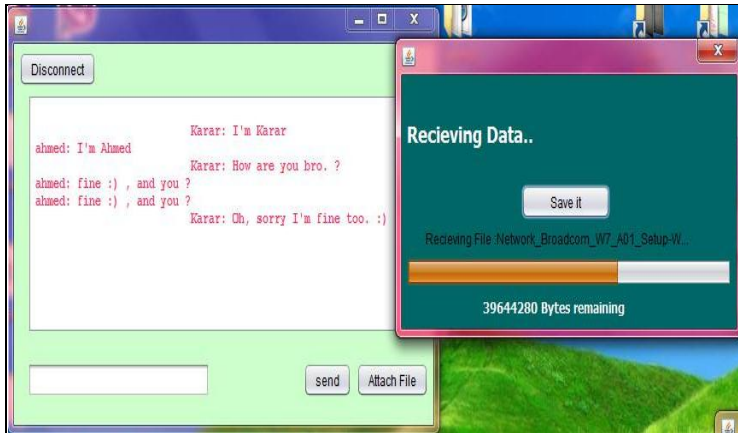 Disconnect
Karar: I'm Karar
ahmed: I'm Ahmed
Karar: How are you bro. ?
ahmed: fine :) , and you ?
ahmed: fine :) , and you ?
Karar: Oh, sorry I'm fine too. :)
send
Attach File
Recieving Data..
Save it
Recieving File :Network_Broadcom_W7_A01_Setup-W...
39644280 Bytes remaining